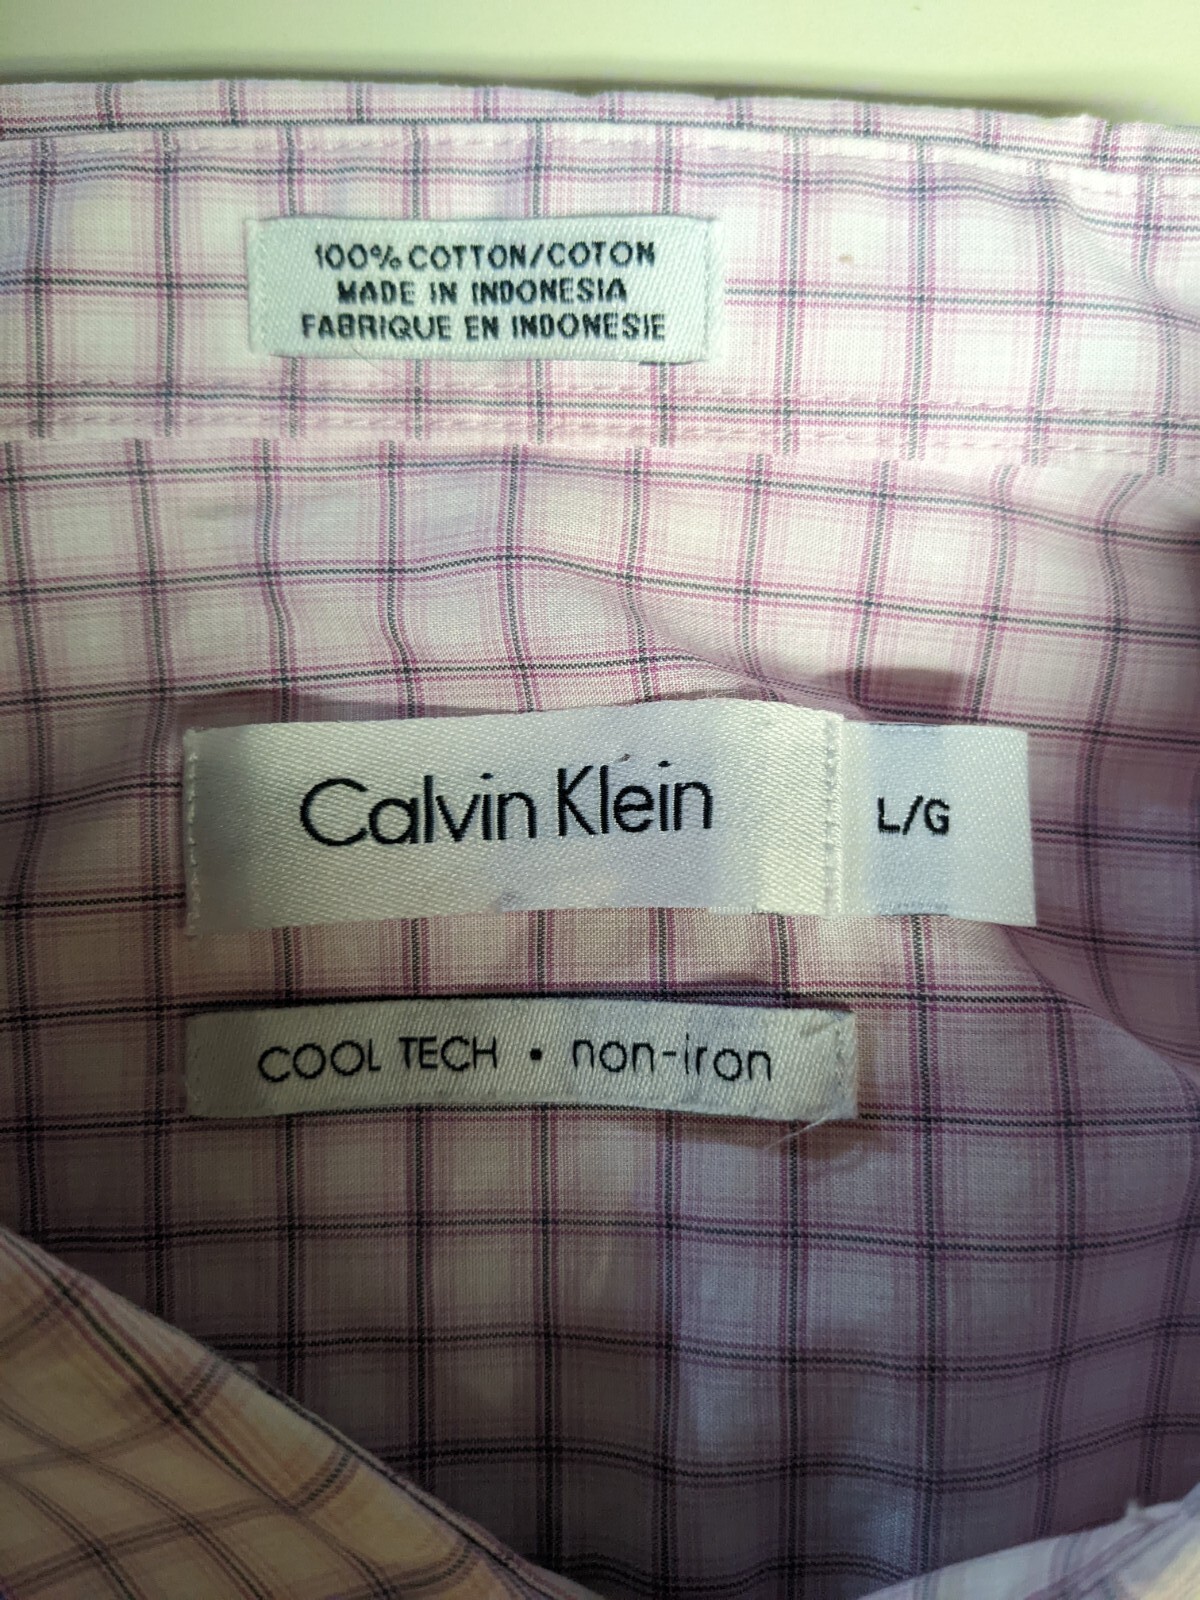 100% COTTON/COTON
MADE IN INDONESIA
FABRIQUE EN INDONESIE
Calvin Klein
L/G
COOL TECH • non-iron